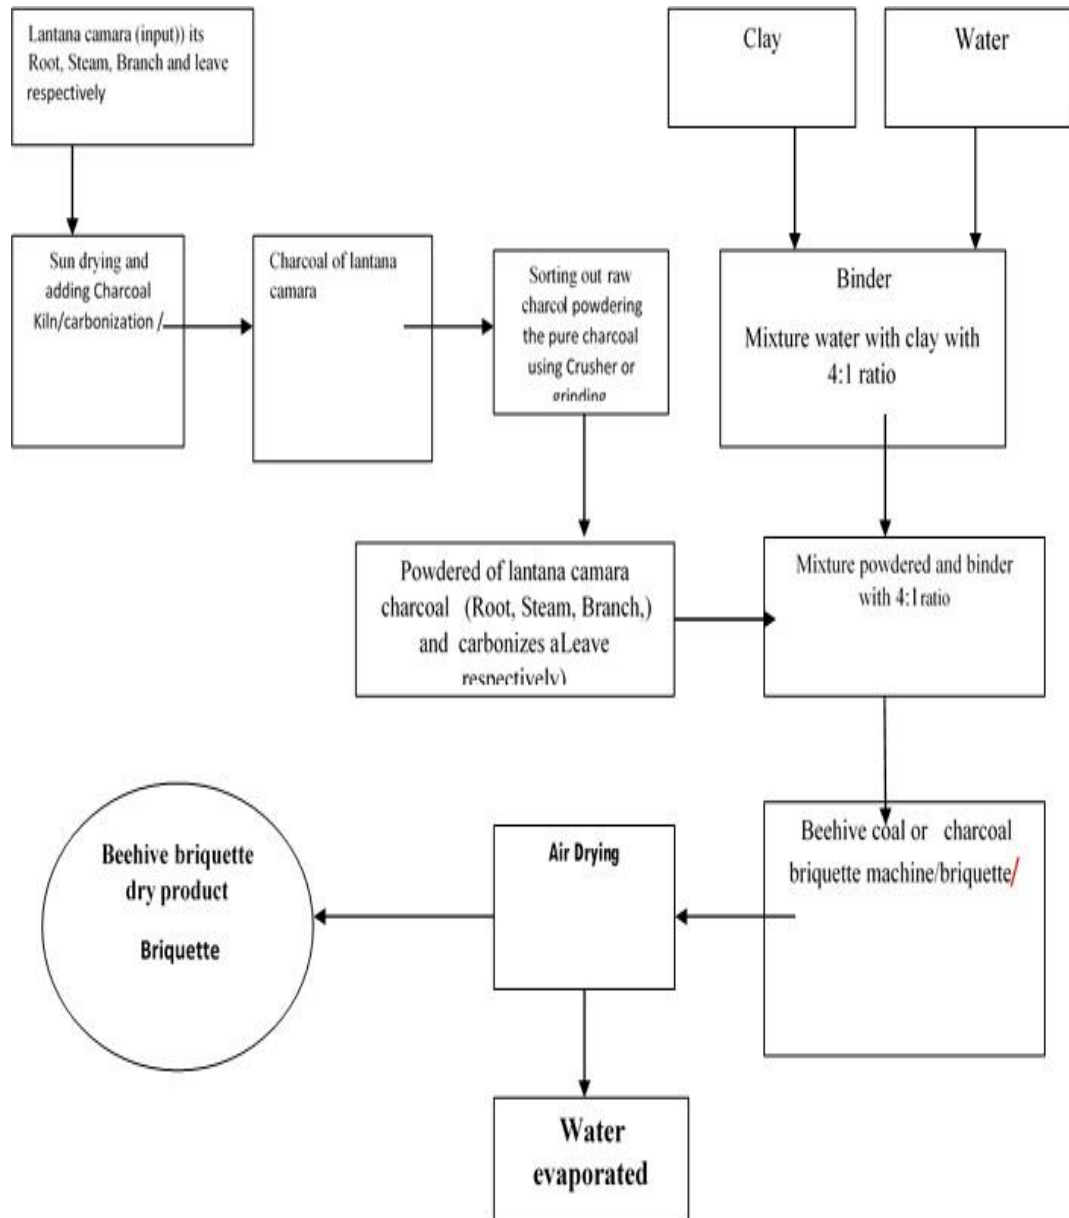 Lantana camara (input)) its
Root, Steam, Branch and leave
respectively
Clay
Water
Sun drying and
adding Charcoal
Kiln/carbonization /
Charcoal of lantana
camara
Sorting out raw
charcol powdering
the pure charcoal
using Crusher or
grinding
Binder
Mixture water with clay with
4:1 ratio
Powdered of lantana camara
charcoal (Root, Steam, Branch,)
and carbonizes aLeave
respectively)
Mixture powdered and binder
with 4:1 ratio
Beehive briquette
dry product
Briquette
Air Drying
Beehive coal or charcoal
briquette machine/briquette/
Water
evaporated